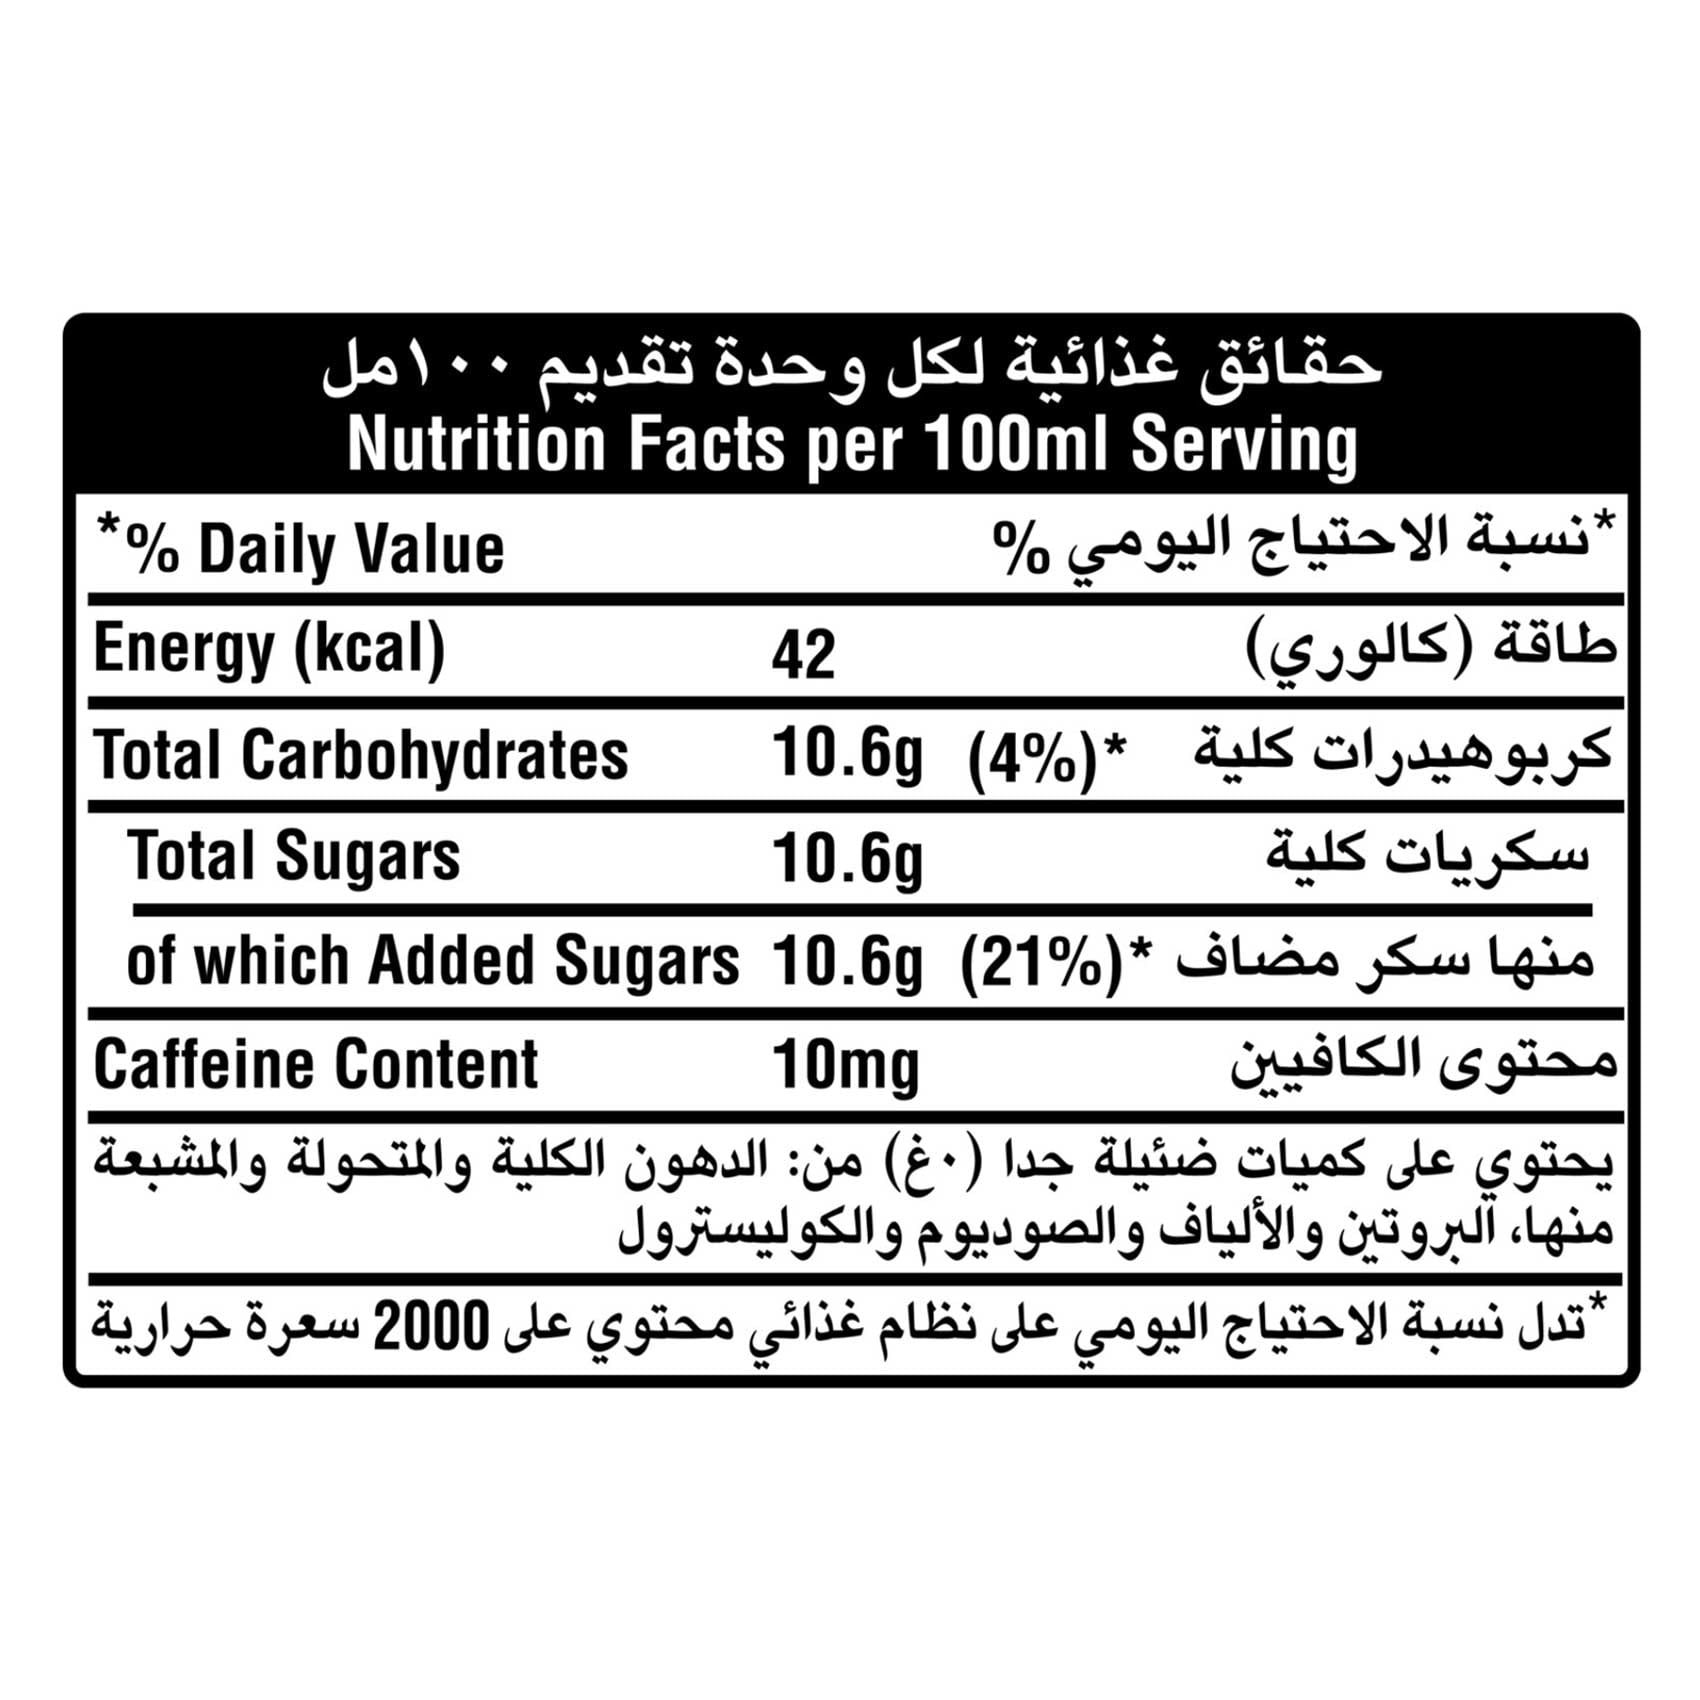 حقائق غذائية لكل وحدة تقديم ١٠٠مل
Nutrition Facts per 100ml Serving
*% Daily Value % نسبة الاحتياج اليومي*
Energy (kcal) 42 طاقة (كالوري)
Total Carbohydrates 10.6g (4%)* كربوهيدرات كلية
Total Sugars 10.6g سكريات كلية
of which Added Sugars 10.6g (21%)* منها سكر مضاف
Caffeine Content 10mg محتوى الكافيين
يحتوي على كميات ضئيلة جدا (٠غ) من: الدهون الكلية والمتحولة والمشبعة
منها، البروتين والألياف والصوديوم والكوليسترول
*تدل نسبة الاحتياج اليومي على نظام غذائي محتوي على 2000 سعرة حرارية